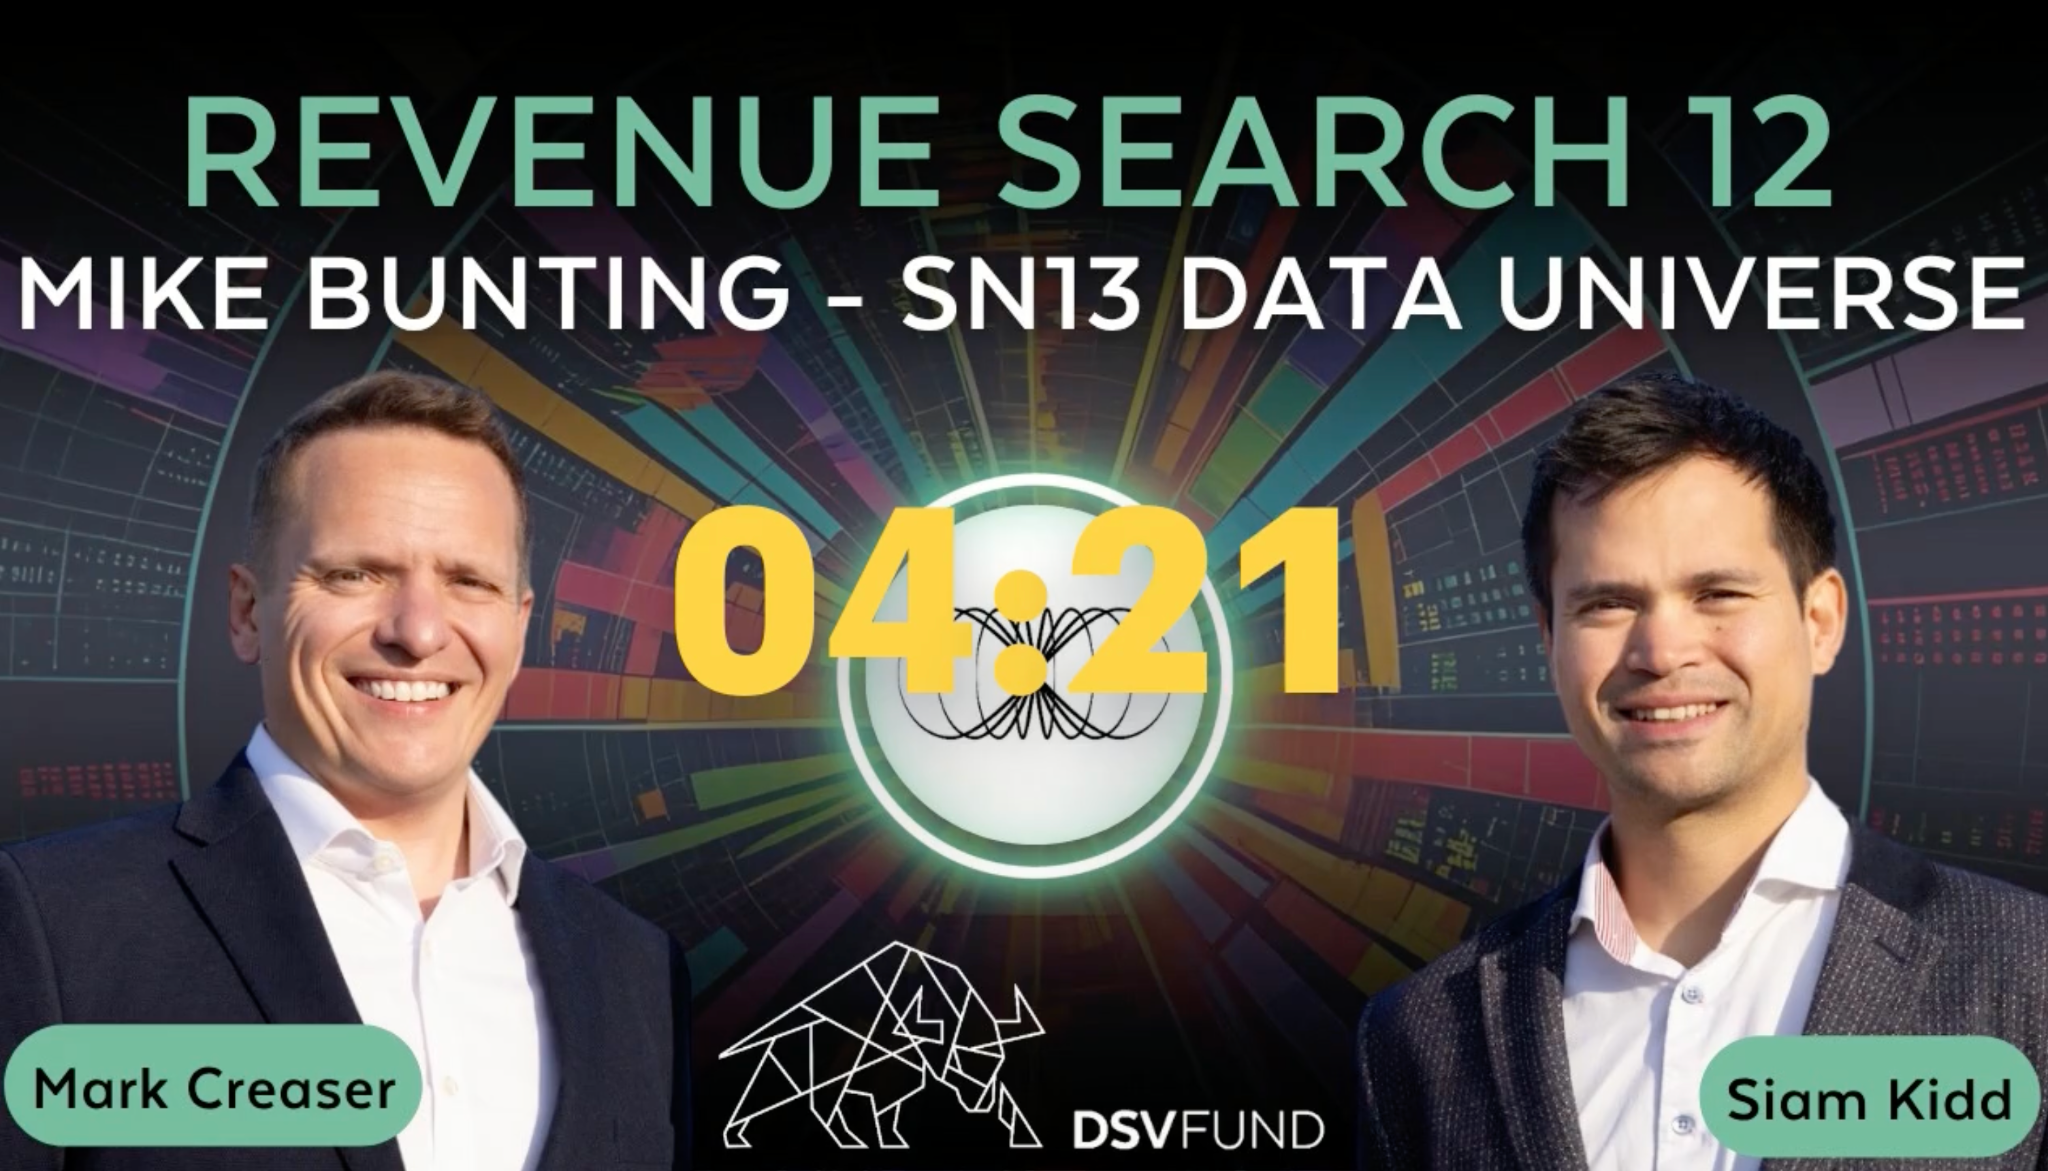 REVENUE SEARCH 12
MIKE BUNTING - SN13 DATA UNIVERSE
04:21
Mark Creaser
DSVFUND
Siam Kidd